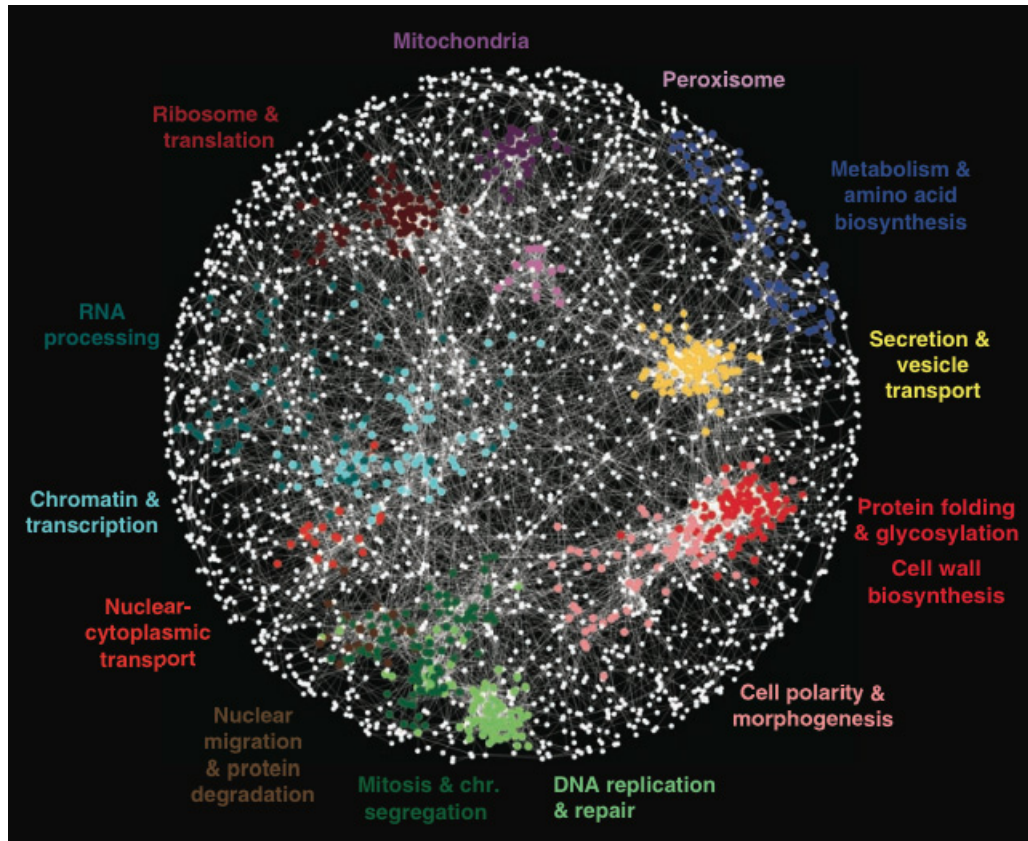 Mitochondria
Peroxisome
Ribosome &
translation
Metabolism &
amino acid
biosynthesis
RNA
processing
Secretion &
vesicle
transport
Chromatin &
transcription
Protein folding
& glycosylation
Cell wall
biosynthesis
Nuclear-
cytoplasmic
transport
Cell polarity &
morphogenesis
Nuclear
migration
& protein
degradation
Mitosis & chr.
segregation
DNA replication
& repair